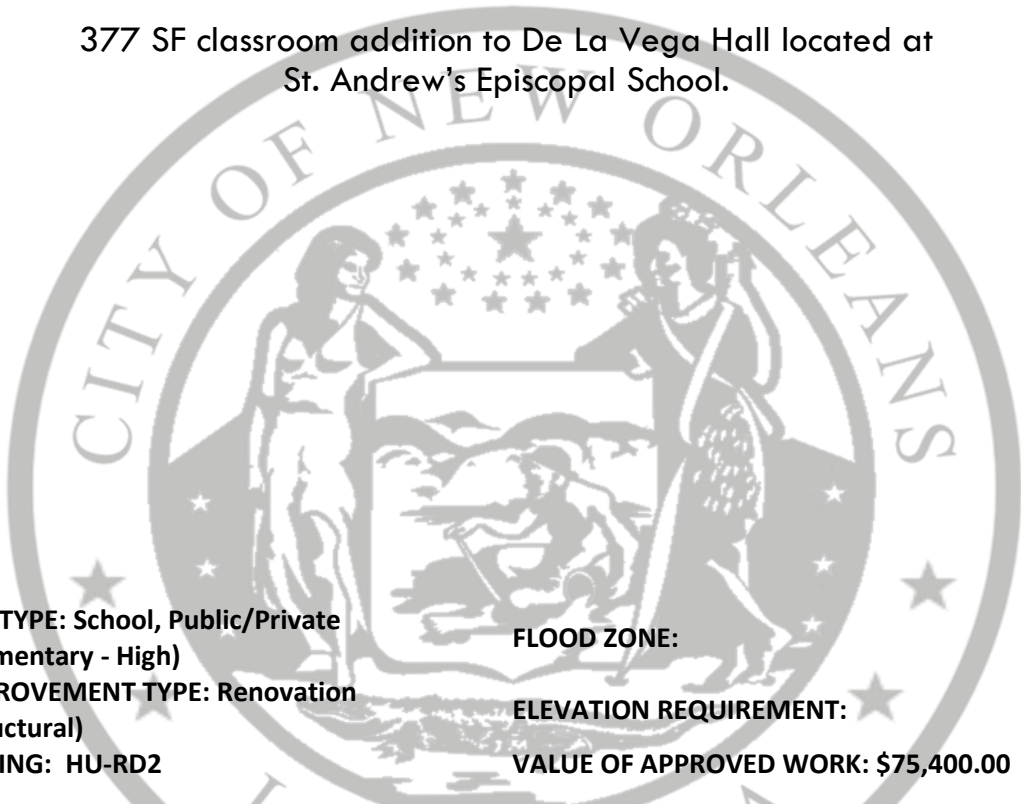 377 SF classroom addition to De La Vega Hall located at
St. Andrew's Episcopal School.
CITY OF NEW ORLEANS
TYPE: School, Public/Private
mentary - High)
ROVEMENT TYPE: Renovation
uctural)
ING: HU-RD2
FLOOD ZONE:
ELEVATION REQUIREMENT:
VALUE OF APPROVED WORK: $75,400.00